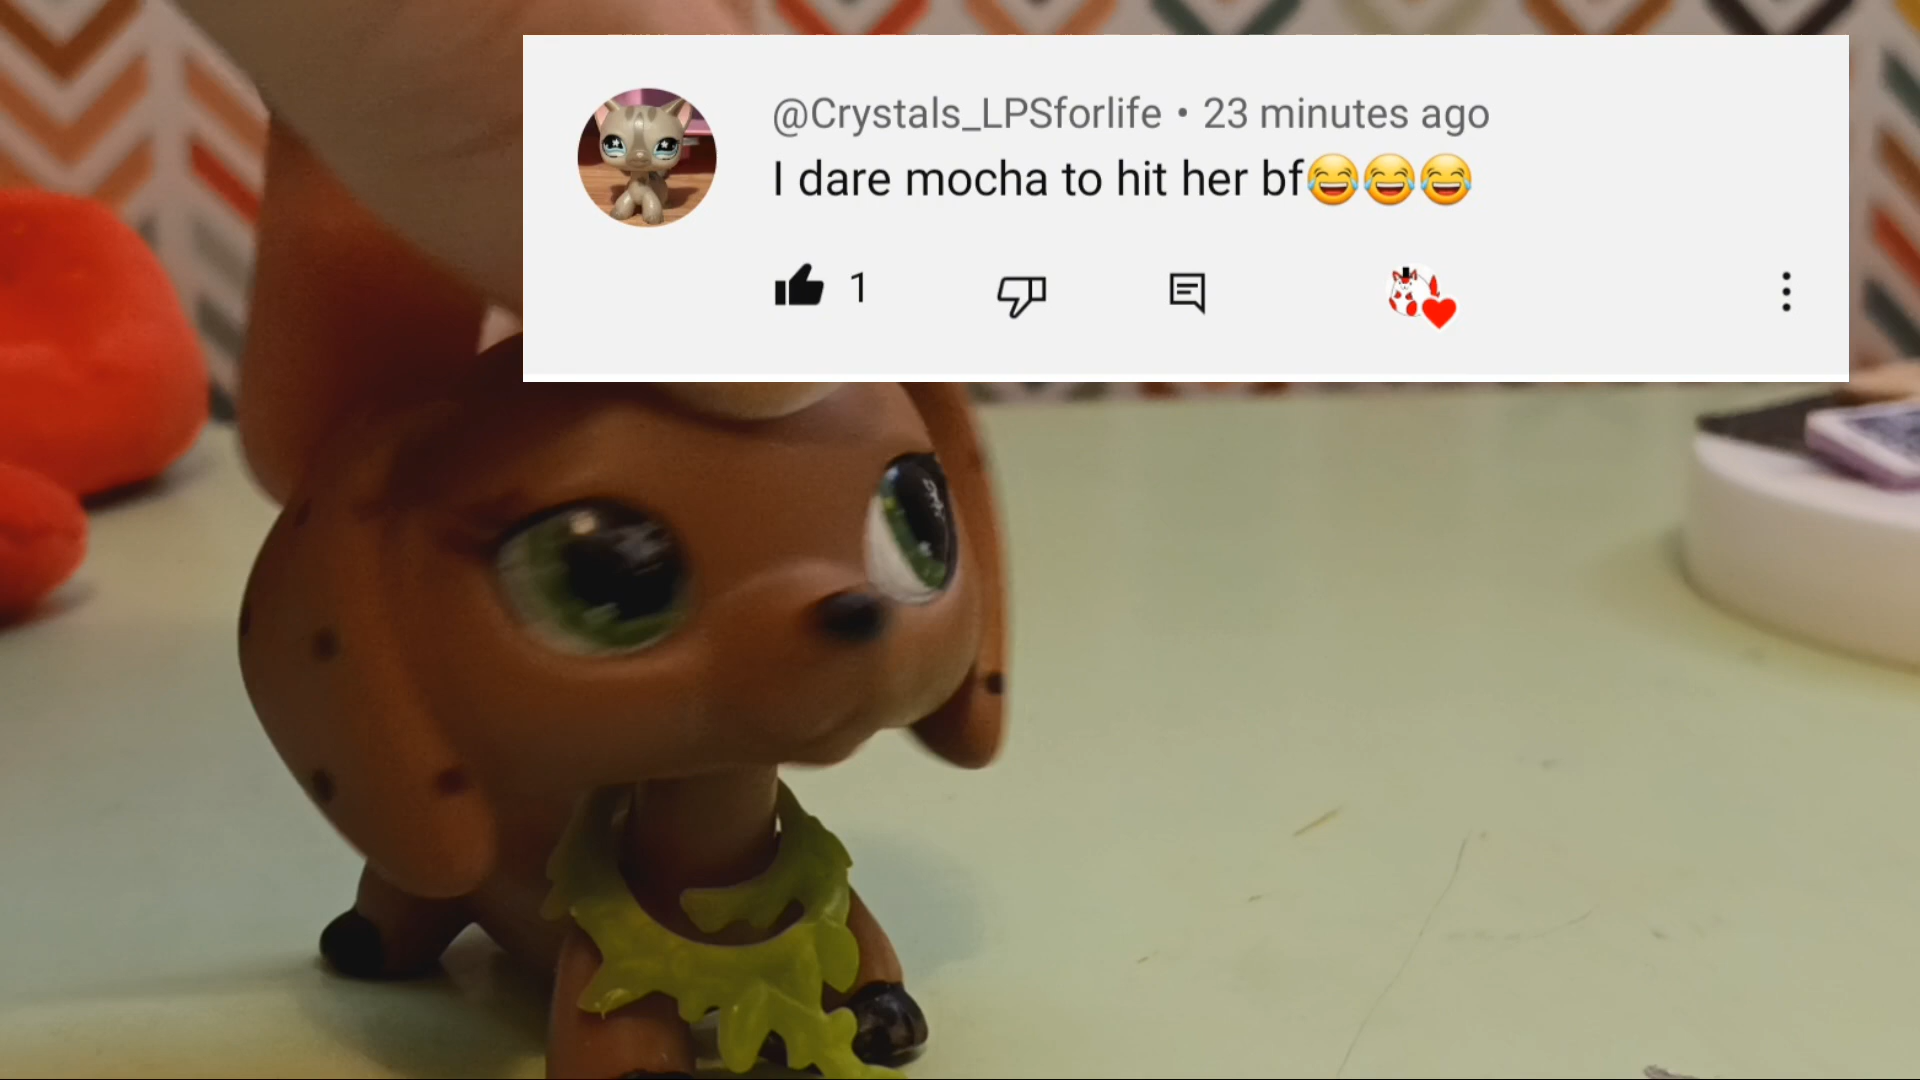 @Crystals_LPSforlife • 23 minutes ago
I dare mocha to hit her bf😂😂😂
1